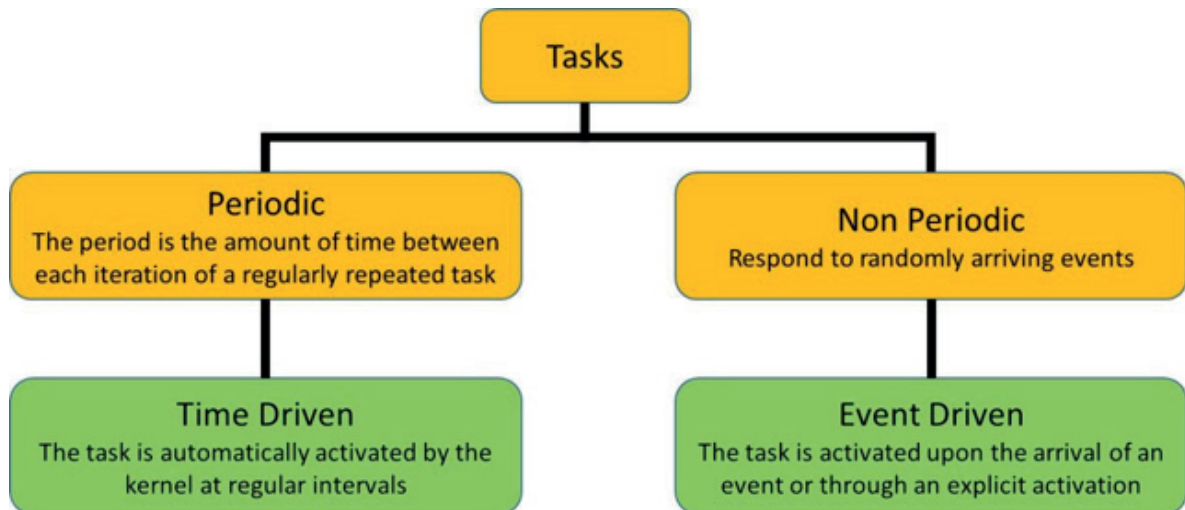 Tasks
Periodic
The period is the amount of time between
each iteration of a regularly repeated task
Non Periodic
Respond to randomly arriving events
Time Driven
The task is automatically activated by the
kernel at regular intervals
Event Driven
The task is activated upon the arrival of an
event or through an explicit activation